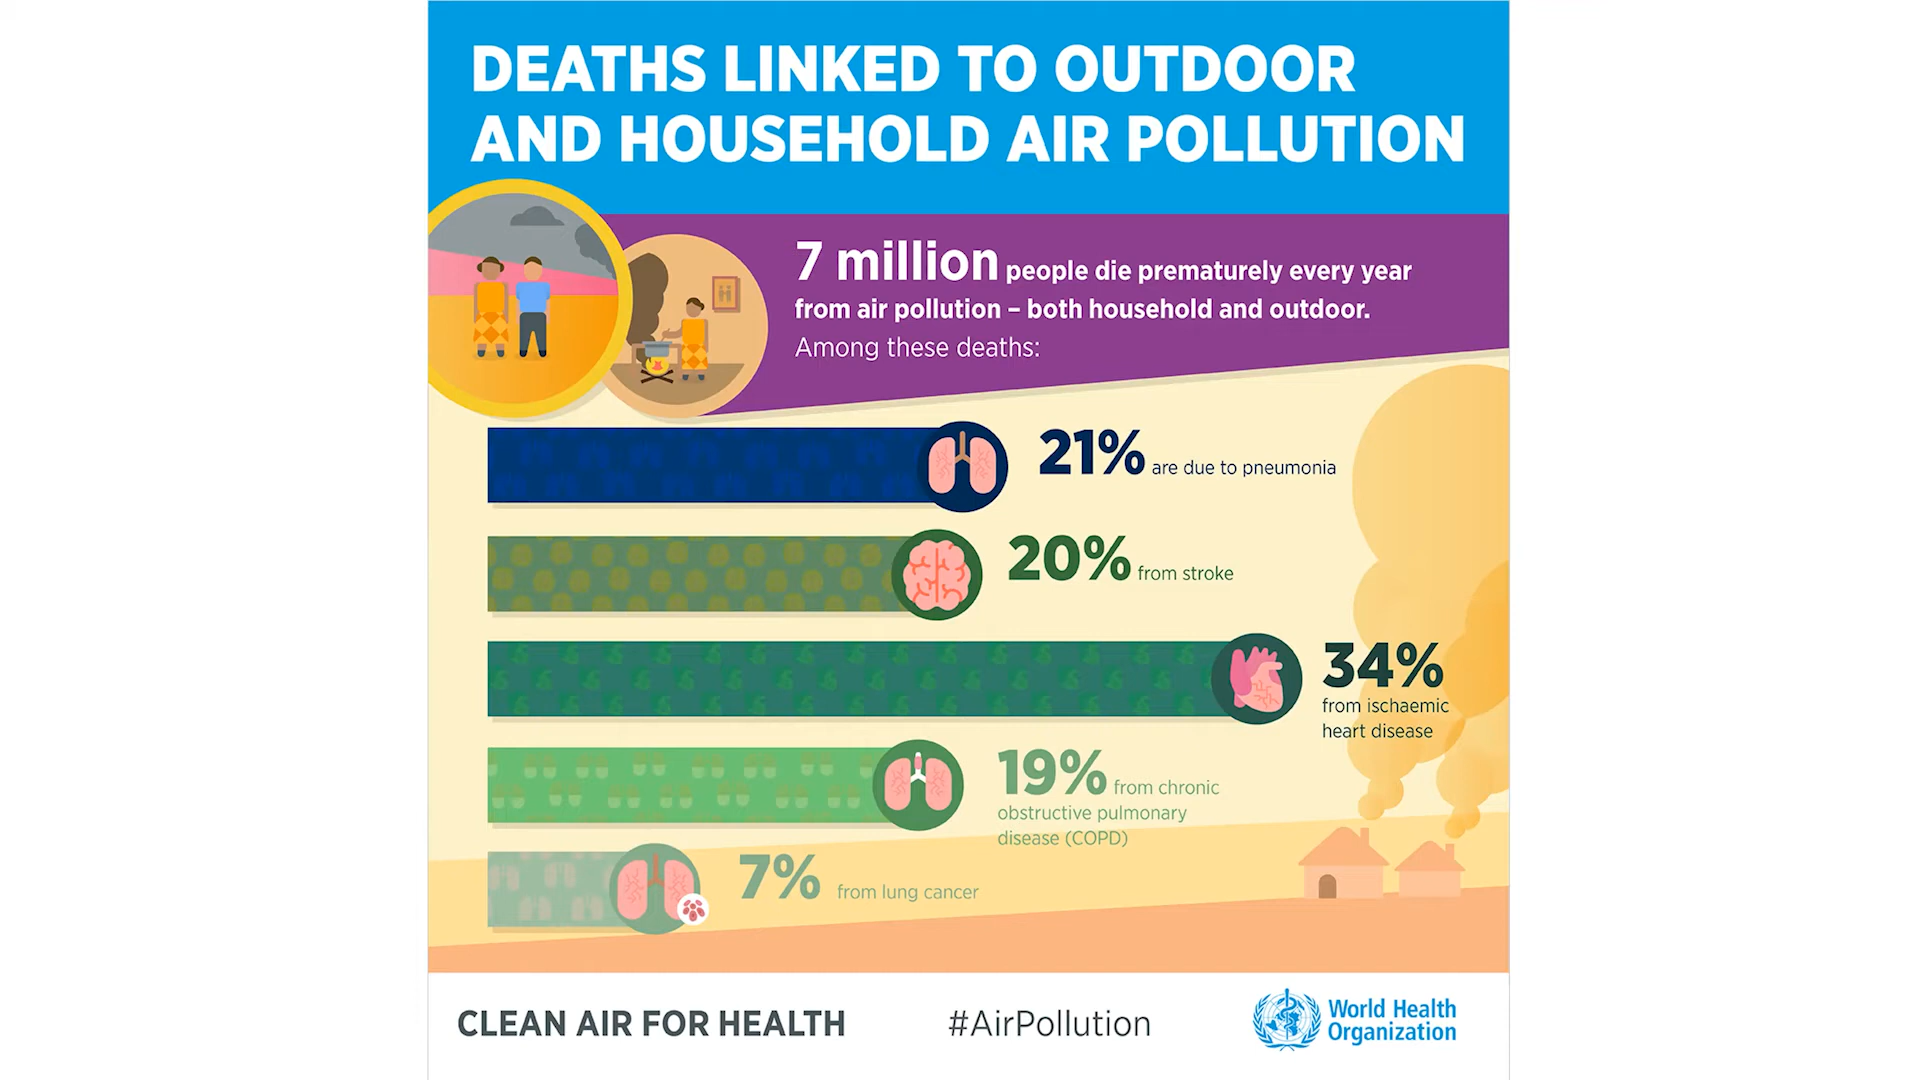 DEATHS LINKED TO OUTDOOR
AND HOUSEHOLD AIR POLLUTION
7 million people die prematurely every year
from air pollution – both household and outdoor.
Among these deaths:
21% are due to pneumonia
20% from stroke
34%
from ischaemic
heart disease
19% from chronic
obstructive pulmonary
disease (COPD)
7% from lung cancer
CLEAN AIR FOR HEALTH
#AirPollution
World Health
Organization